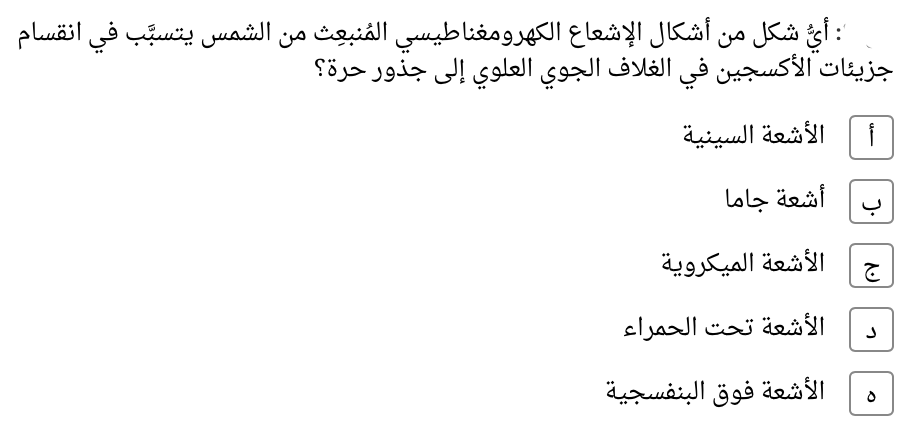 : أيُّ شكل من أشكال الإشعاع الكهرومغناطيسي المُنبعِث من الشمس يتسبَّب في انقسام
جزيئات الأكسجين في الغلاف الجوي العلوي إلى جذور حرة؟
أ الأشعة السينية
ب أشعة جاما
ج الأشعة الميكروية
د الأشعة تحت الحمراء
ه الأشعة فوق البنفسجية